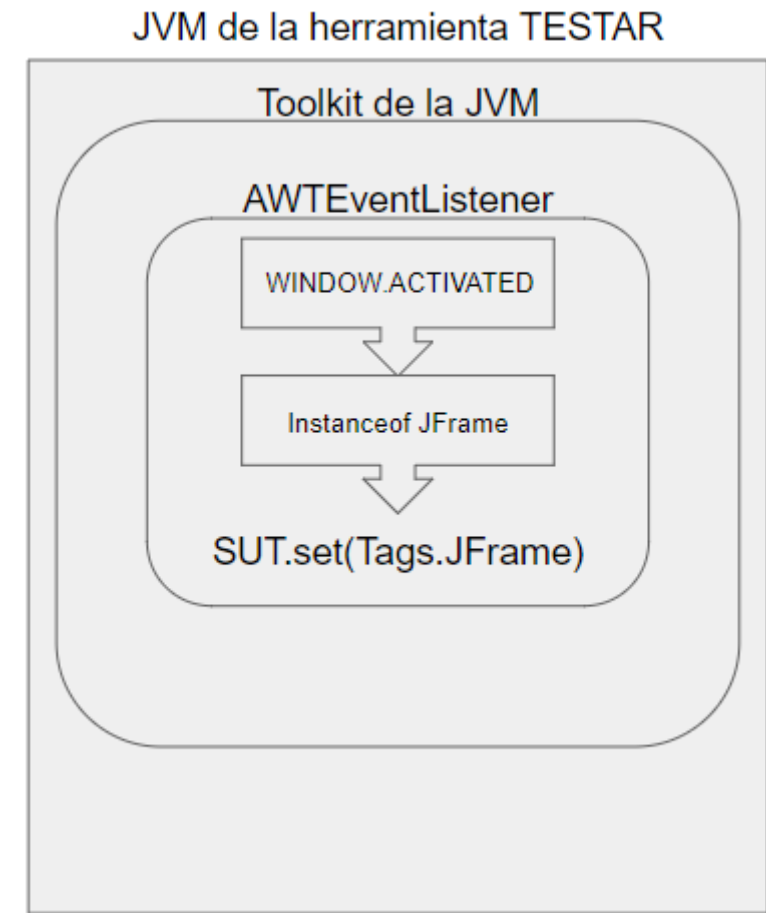 JVM de la herramienta TESTAR
Toolkit de la JVM
AWTEventListener
WINDOW.ACTIVATED
Instanceof JFrame
SUT.set(Tags.JFrame)